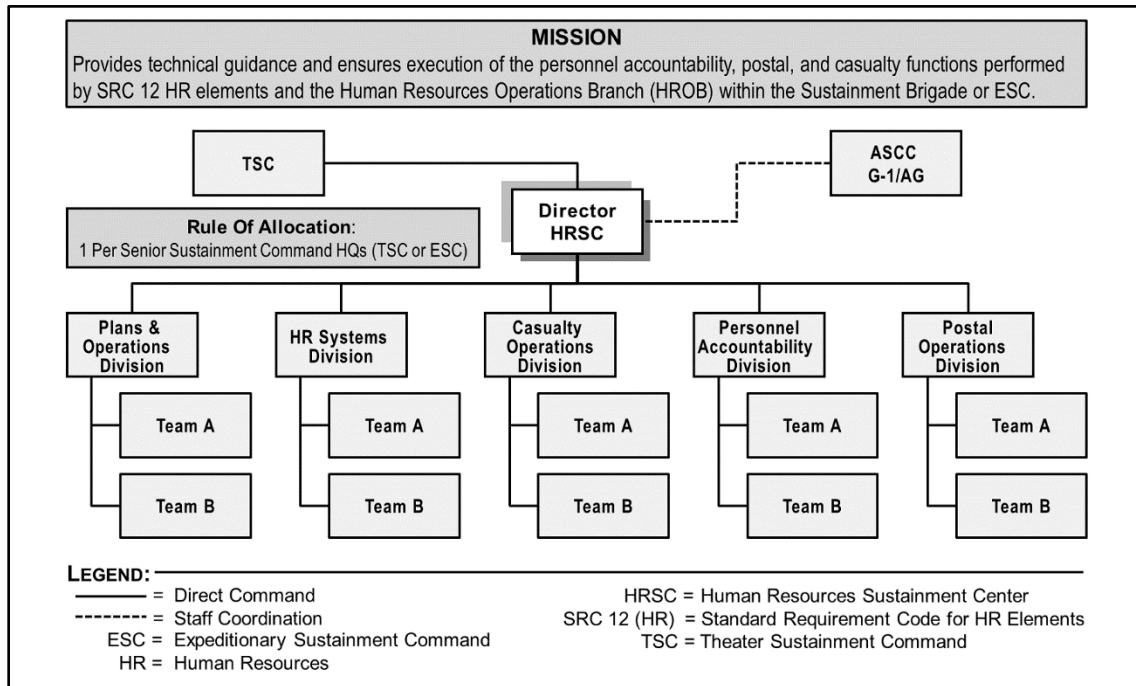 MISSION
Provides technical guidance and ensures execution of the personnel accountability, postal, and casualty functions performed
by SRC 12 HR elements and the Human Resources Operations Branch (HROB) within the Sustainment Brigade or ESC.
TSC
ASCC
G-1/AG
Director
HRSC
Rule Of Allocation:
1 Per Senior Sustainment Command HQs (TSC or ESC)
Plans &
Operations
Division
HR Systems
Division
Casualty
Operations
Division
Personnel
Accountability
Division
Postal
Operations
Division
Team A
Team A
Team A
Team A
Team A
Team B
Team B
Team B
Team B
Team B
LEGEND:
= Direct Command
= Staff Coordination
ESC = Expeditionary Sustainment Command
HR = Human Resources
HRSC = Human Resources Sustainment Center
SRC 12 (HR) = Standard Requirement Code for HR Elements
TSC = Theater Sustainment Command